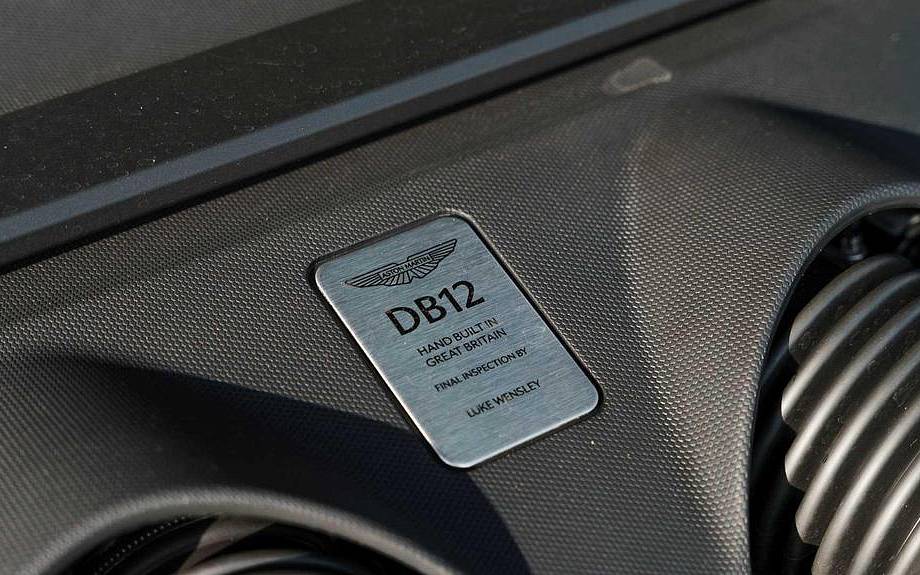 ASTON MARTIN
DB12
HAND BUILT IN
GREAT BRITAIN
FINAL INSPECTION BY
LUKE WENSLEY